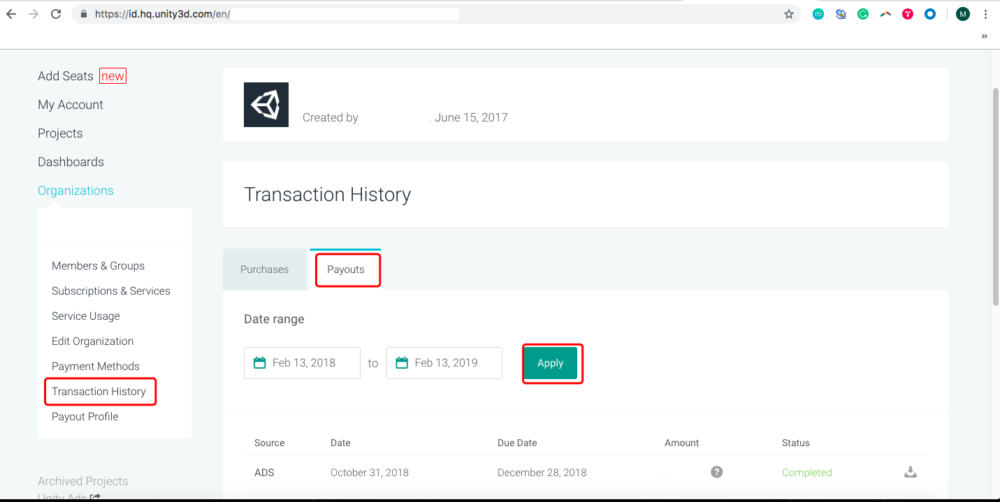 https://id.hq.unity3d.com/en/
M
Add Seats new
My Account
Projects
Dashboards
Organizations
Members & Groups
Subscriptions & Services
Service Usage
Edit Organization
Payment Methods
Transaction History
Payout Profile
Archived Projects
Unity Ads
Created by , June 15, 2017
Transaction History
Purchases Payouts
Date range
Feb 13, 2018 to Feb 13, 2019 Apply
Source Date Due Date Amount Status
ADS October 31, 2018 December 28, 2018 ? Completed